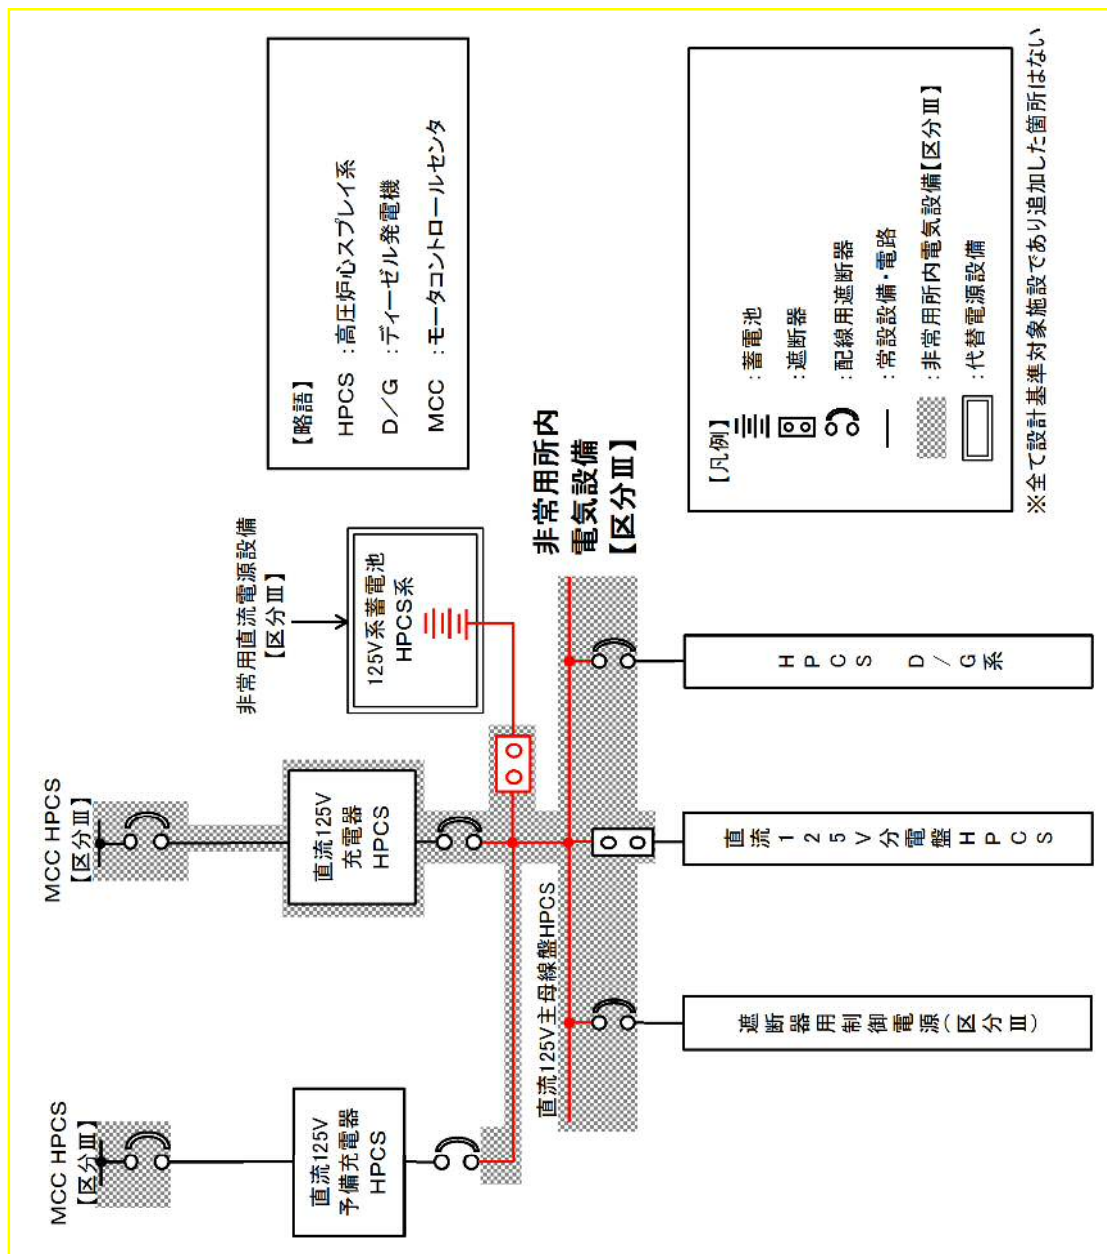 MCC HPCS
【区分Ⅲ】
MCC HPCS
【区分Ⅲ】
直流125V
予備充電器
HPCS
直流125V
充電器
HPCS
非常用直流電源設備
【区分Ⅲ】
125V系蓄電池
HPCS系
直流125V主母線盤HPCS
非常用所内
電気設備
【区分Ⅲ】
遮断器用制御電源(区分Ⅲ)
直流125V分電盤HPCS
HPCS D/G系
【略語】
HPCS :高圧炉心スプレイ系
D/G :ディーゼル発電機
MCC :モータコントロールセンタ
【凡例】
:蓄電池
:遮断器
:配線用遮断器
:常設設備・電路
:非常用所内電気設備【区分Ⅲ】
:代替電源設備
※全て設計基準対象施設であり追加した箇所はない